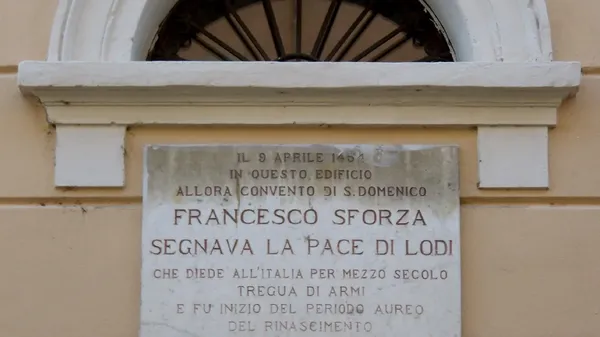 IL 9 APRILE 1454
IN QUESTO EDIFICIO
ALLORA CONVENTO DI S. DOMENICO
FRANCESCO SFORZA
SEGNAVA LA PACE DI LODI
CHE DIEDE ALL'ITALIA PER MEZZO SECOLO
TREGUA DI ARMI
E FU INIZIO DEL PERIODO AUREO
DEL RINASCIMENTO